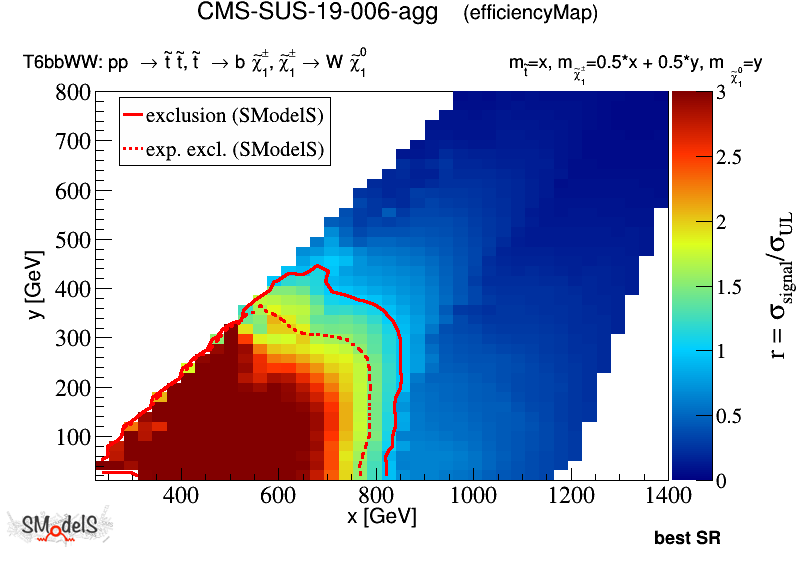 CMS-SUS-19-006-agg (efficiencyMap)
T6bbWW: pp → t̃ t̃, t̃ → b χ̃₁±, χ̃₁± → W χ̃₁⁰
m_t̃=x, m_χ̃₁±=0.5*x + 0.5*y, m_χ̃₁⁰=y
exclusion (SModelS)
exp. excl. (SModelS)
800
700
600
500
400
300
200
100
y [GeV]
400 600 800 1000 1200 1400
x [GeV]
3
2.5
2
1.5
1
0.5
0
r = σ_signal/σ_UL
SModelS
best SR